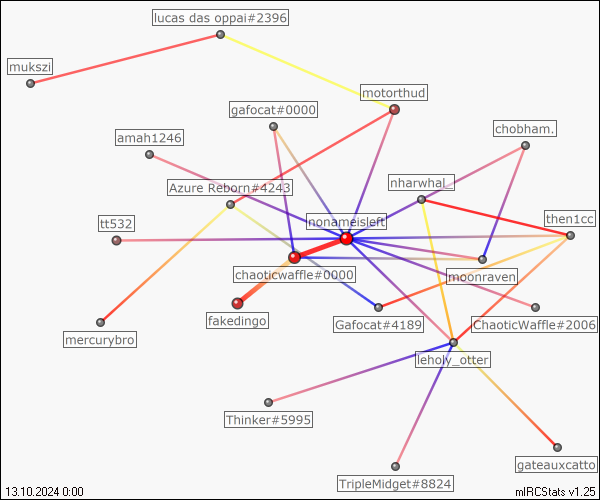 lucas das oppai#2396
mukszi
motorthud
gafocat#0000
chobham.
amah1246
nharwhal_
Azure Reborn#4243
nonameisleft
tt532
then1cc
chaoticwaffle#0000
moonraven
fakedingo
Gafocat#4189
ChaoticWaffle#2006
mercurybro
leholy_otter
Thinker#5995
gateauxcatto
TripleMidget#8824
13.10.2024 0:00
mIRCStats v1.25